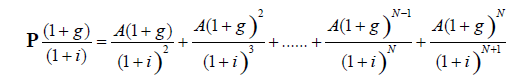 P (1+g)/(1+i) = A(1+g)/(1+i)^2 + A(1+g)^2/(1+i)^3 + ...... + A(1+g)^(N-1)/(1+i)^N + A(1+g)^N/(1+i)^(N+1)